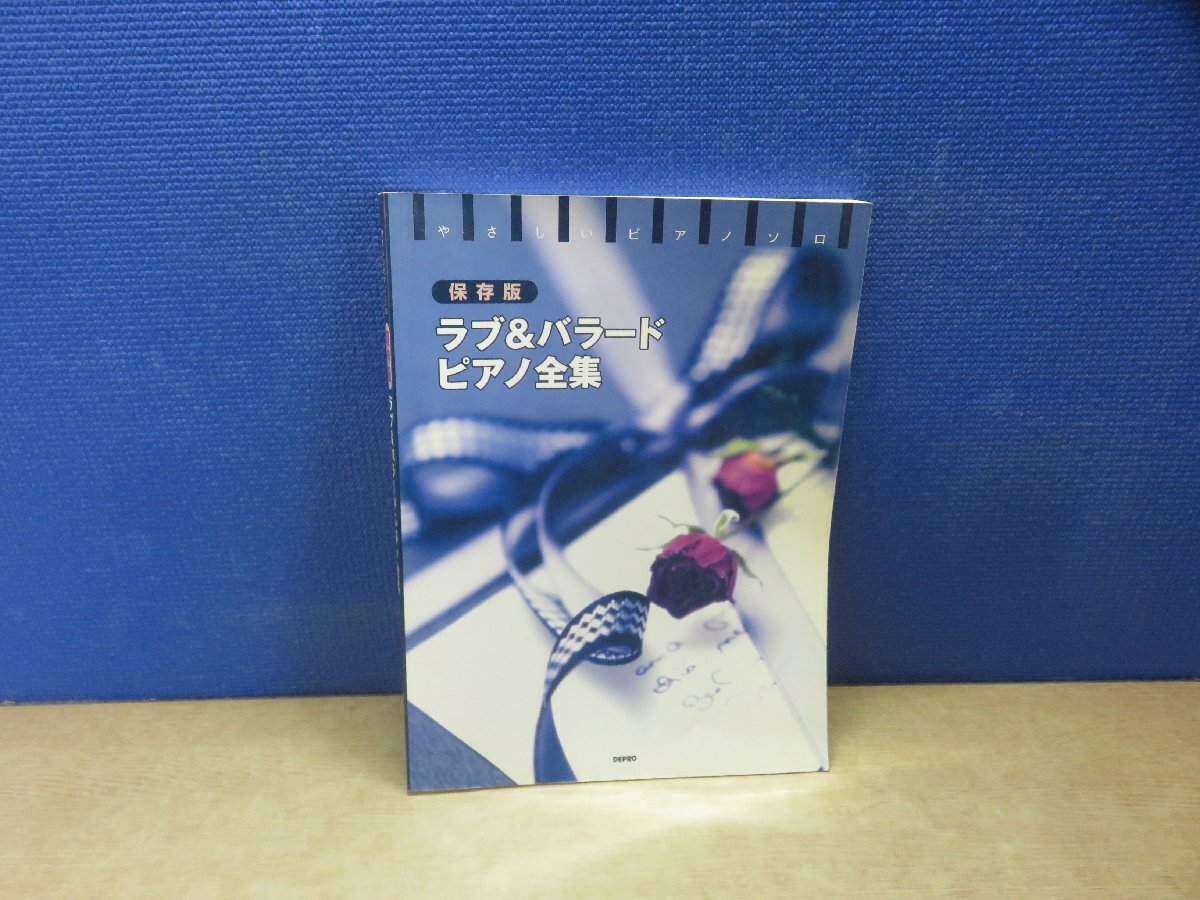 やさしいピアノソロ
保存版
ラブ&バラード
ピアノ全集
DEPRO